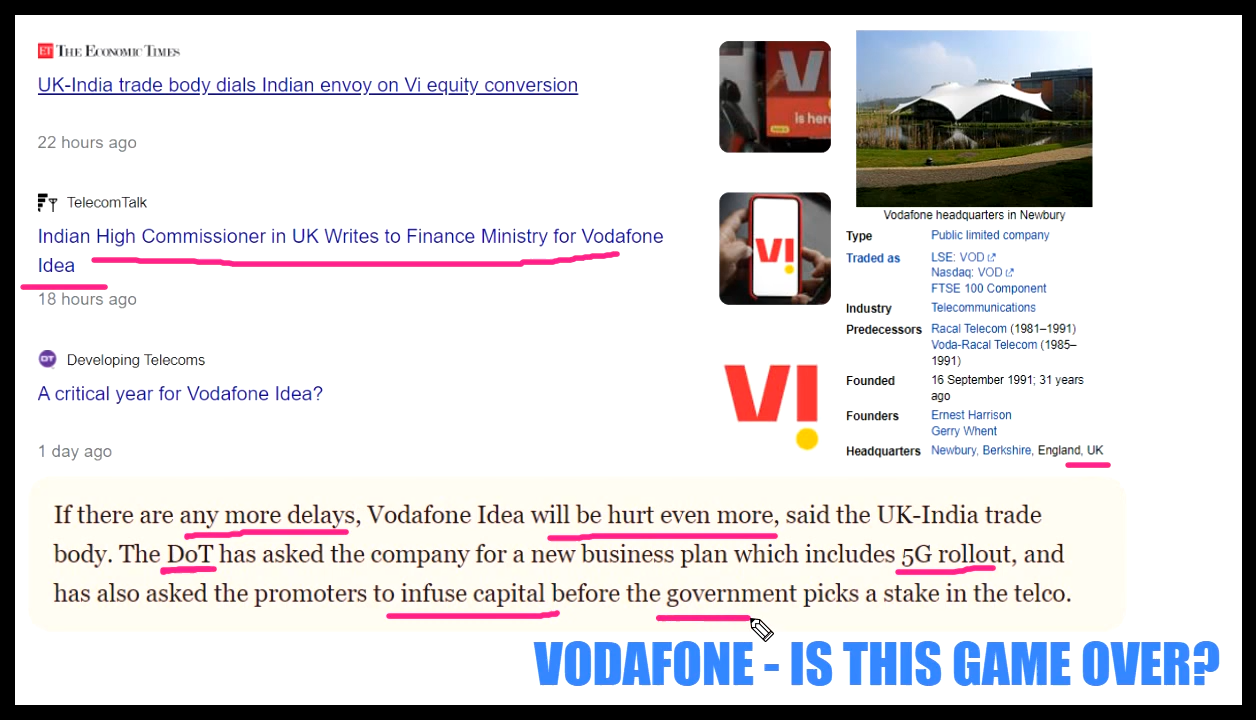 ET THE ECONOMIC TIMES
UK-India trade body dials Indian envoy on Vi equity conversion
22 hours ago
TelecomTalk
Indian High Commissioner in UK Writes to Finance Ministry for Vodafone
Idea
18 hours ago
DT Developing Telecoms
A critical year for Vodafone Idea?
1 day ago
V
is here
VI
VI
Vodafone headquarters in Newbury
Type Public limited company
Traded as LSE: VOD
Nasdaq: VOD
FTSE 100 Component
Industry Telecommunications
Predecessors Racal Telecom (1981–1991)
Voda-Racal Telecom (1985–
1991)
Founded 16 September 1991; 31 years
ago
Founders Ernest Harrison
Gerry Whent
Headquarters Newbury, Berkshire, England, UK
If there are any more delays, Vodafone Idea will be hurt even more, said the UK-India trade
body. The DoT has asked the company for a new business plan which includes 5G rollout, and
has also asked the promoters to infuse capital before the government picks a stake in the telco.
VODAFONE - IS THIS GAME OVER?